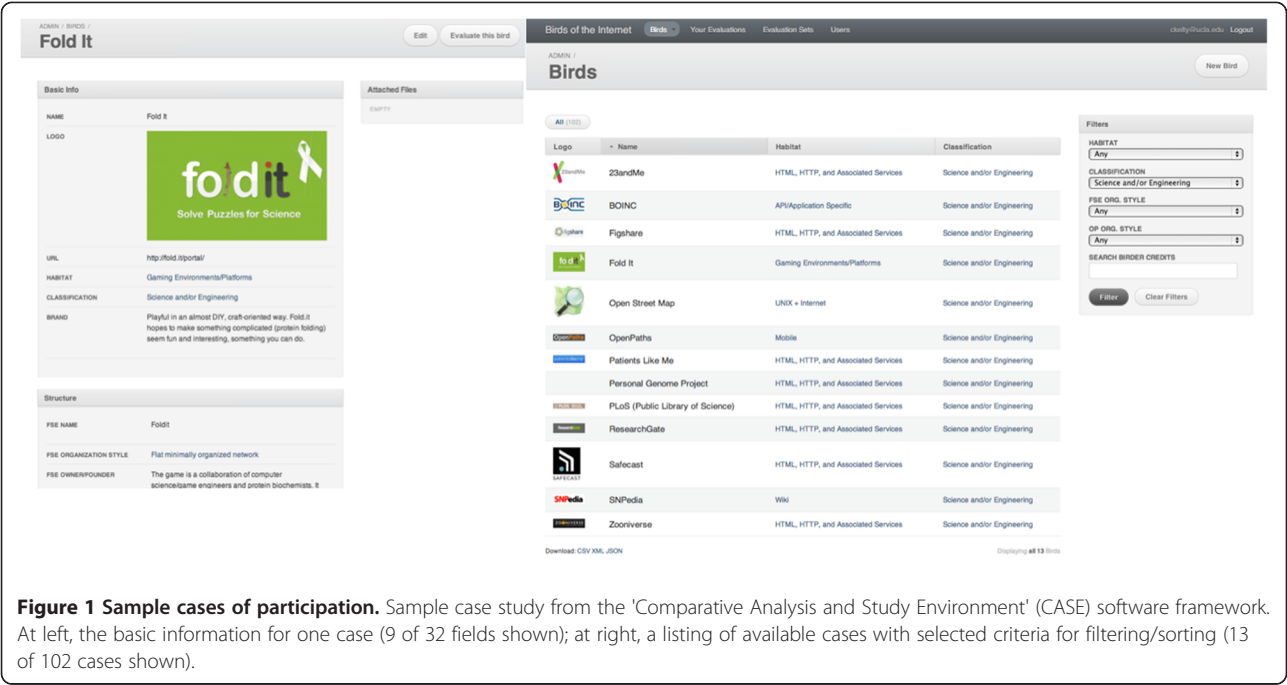 ADMIN / BIRDS /
Fold It
Edit
Evaluate this bird
Basic Info
NAME Fold It
LOGO
foldit
Solve Puzzles for Science
URL http://fold.it/portal/
HABITAT Gaming Environments/Platforms
CLASSIFICATION Science and/or Engineering
BRAND Playful in an almost DIY, craft-oriented way. Fold.it
hopes to make something complicated (protein folding)
seem fun and interesting, something you can do.
Attached Files
EMPTY
Structure
FSE NAME Foldit
FSE ORGANIZATION STYLE Flat minimally organized network
FSE OWNER/FOUNDER The game is a collaboration of computer
science/game engineers and protein biochemists. It
Birds of the Internet Birds Your Evaluations Evaluation Sets Users ckelty@ucla.edu Logout
ADMIN /
Birds
New Bird
All (102)
Logo Name Habitat Classification
23andMe 23andMe HTML, HTTP, and Associated Services Science and/or Engineering
BOINC BOINC API/Application Specific Science and/or Engineering
figshare Figshare HTML, HTTP, and Associated Services Science and/or Engineering
fold it Fold It Gaming Environments/Platforms Science and/or Engineering
Open Street Map UNIX + Internet Science and/or Engineering
OpenPaths OpenPaths Mobile Science and/or Engineering
Patients Like Me HTML, HTTP, and Associated Services Science and/or Engineering
Personal Genome Project HTML, HTTP, and Associated Services Science and/or Engineering
PLoS (Public Library of Science) HTML, HTTP, and Associated Services Science and/or Engineering
ResearchGate HTML, HTTP, and Associated Services Science and/or Engineering
SAFECAST Safecast HTML, HTTP, and Associated Services Science and/or Engineering
SNPedia SNPedia Wiki Science and/or Engineering
Zooniverse HTML, HTTP, and Associated Services Science and/or Engineering
Download: CSV XML JSON
Displaying all 13 Birds
Filters
HABITAT
Any
CLASSIFICATION
Science and/or Engineering
FSE ORG. STYLE
Any
OP ORG. STYLE
Any
SEARCH BIRDER CREDITS
Filter Clear Filters
Figure 1 Sample cases of participation. Sample case study from the 'Comparative Analysis and Study Environment' (CASE) software framework.
At left, the basic information for one case (9 of 32 fields shown); at right, a listing of available cases with selected criteria for filtering/sorting (13
of 102 cases shown).